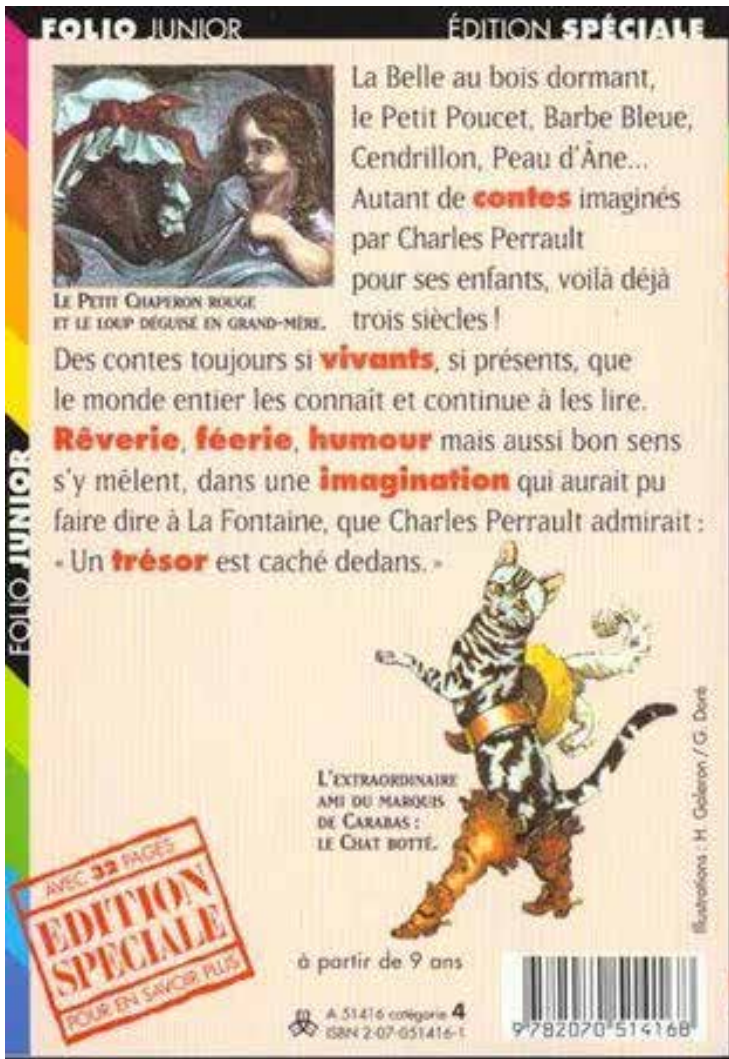 FOLIO JUNIOR
ÉDITION SPÉCIALE
La Belle au bois dormant,
le Petit Poucet, Barbe Bleue,
Cendrillon, Peau d'Âne...
Autant de contes imaginés
par Charles Perrault
pour ses enfants, voilà déjà
trois siècles !
LE PETIT CHAPERON ROUGE
ET LE LOUP DÉGUISÉ EN GRAND-MÈRE.
Des contes toujours si vivants, si présents, que
le monde entier les connaît et continue à les lire.
Rêverie, féerie, humour mais aussi bon sens
s'y mêlent, dans une imagination qui aurait pu
faire dire à La Fontaine, que Charles Perrault admirait :
« Un trésor est caché dedans. »
FOLIO JUNIOR
L'EXTRAORDINAIRE
AMI DU MARQUIS
DE CARABAS :
LE CHAT BOTTÉ.
Illustrations : H. Galeron / G. Doré
AVEC 32 PAGES
EDITION
SPECIALE
POUR EN SAVOIR PLUS
à partir de 9 ans
A 51416 catégorie 4
ISBN 2-07-051416-1
9 782070 514168